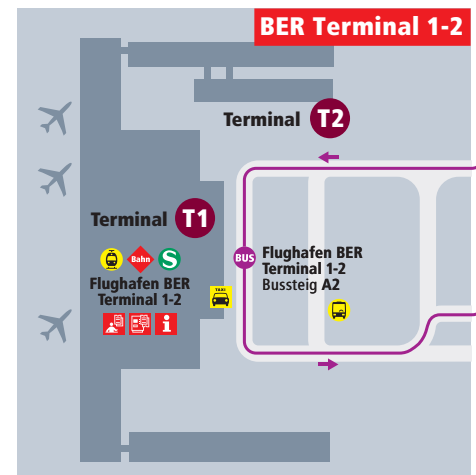 BER Terminal 1-2
Terminal T2
Terminal T1
BUS
Flughafen BER
Terminal 1-2
Bussteig A2
Bahn S
Flughafen BER
Terminal 1-2
TAXI
i